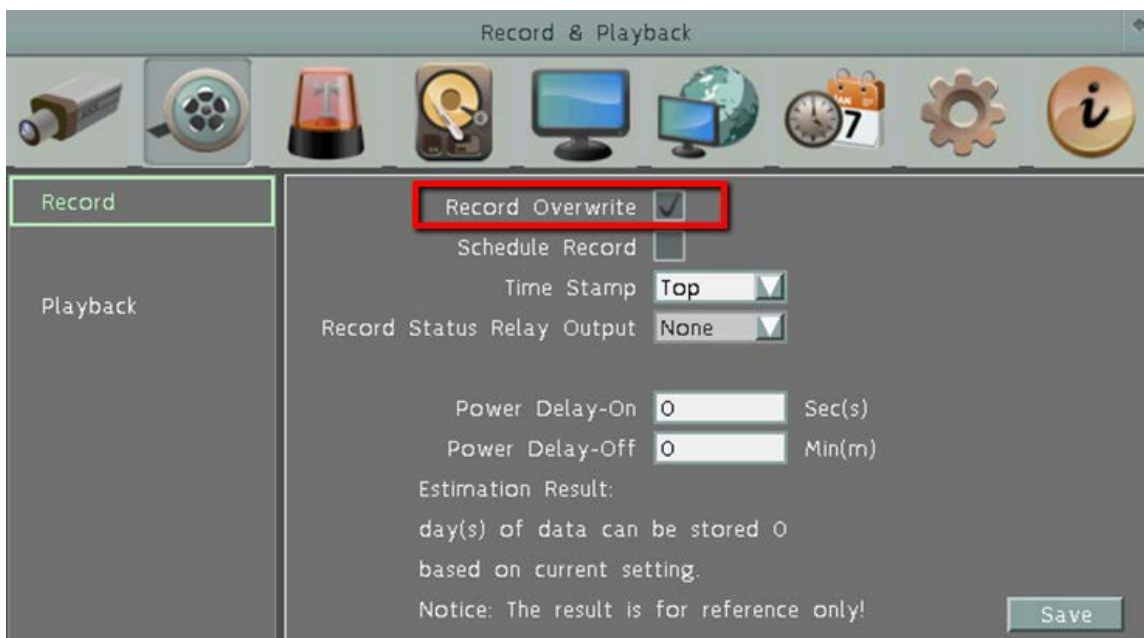 Record & Playback
7
i
Record
Playback
Record Overwrite
Schedule Record
Time Stamp Top
Record Status Relay Output None
Power Delay-On 0 Sec(s)
Power Delay-Off 0 Min(m)
Estimation Result:
day(s) of data can be stored 0
based on current setting.
Notice: The result is for reference only!
Save